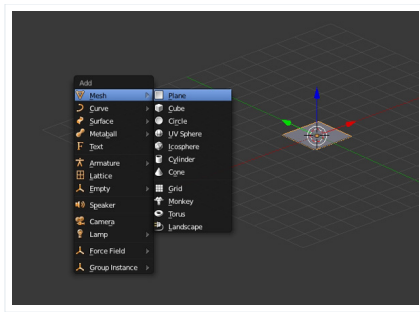 Add
Mesh
Curve
Surface
Metaball
Text
Armature
Lattice
Empty
Speaker
Camera
Lamp
Force Field
Group Instance
Plane
Cube
Circle
UV Sphere
Icosphere
Cylinder
Cone
Grid
Monkey
Torus
Landscape